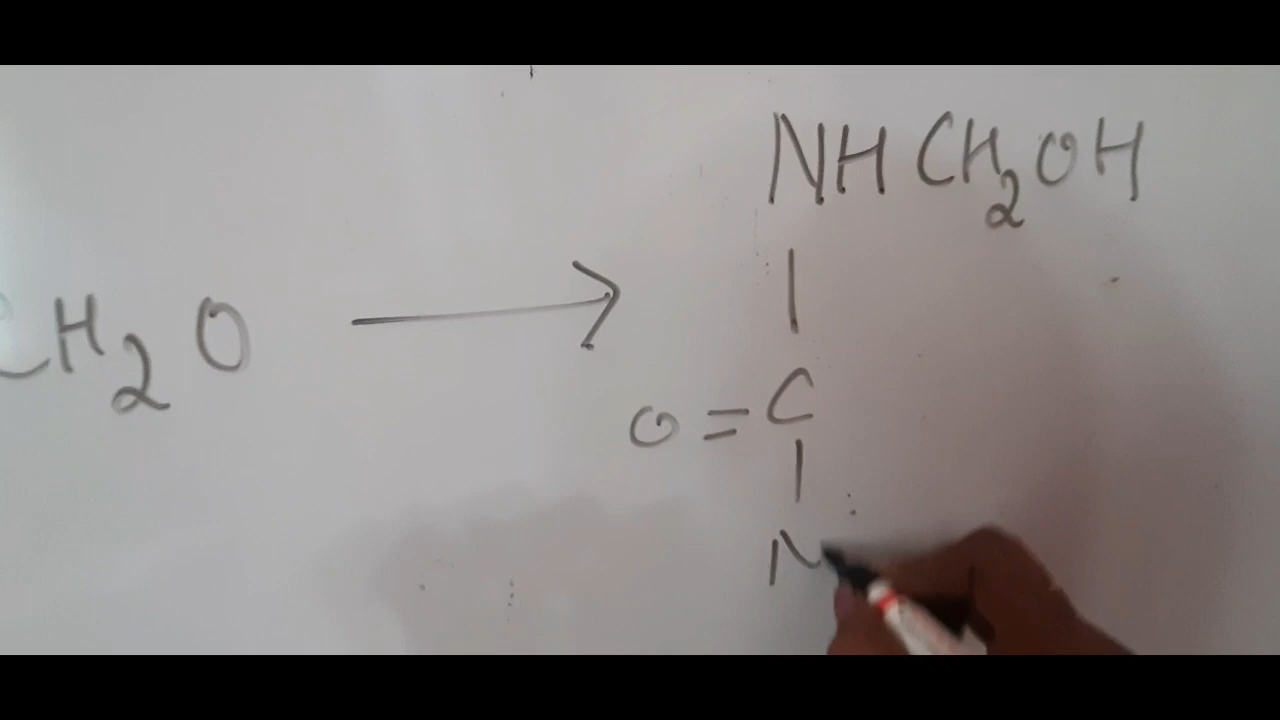 NHCH2OH
|
CH2O →
O=C
|
N